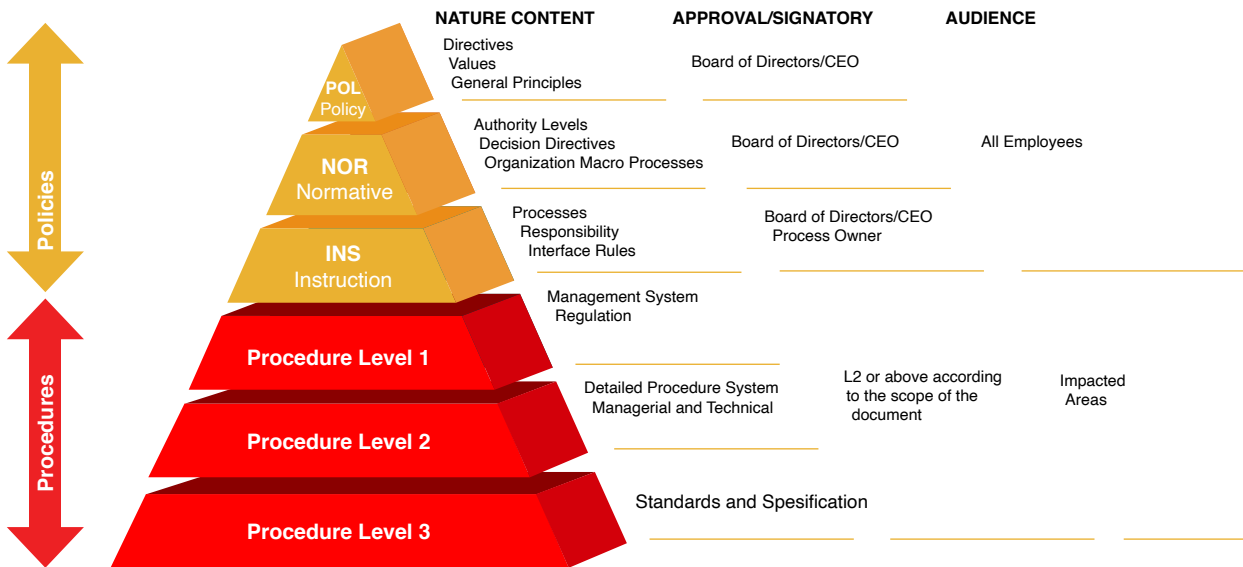 NATURE CONTENT
APPROVAL/SIGNATORY
AUDIENCE
Policies
Procedures
POL
Policy
Directives
Values
General Principles
Board of Directors/CEO
NOR
Normative
Authority Levels
Decision Directives
Organization Macro Processes
Board of Directors/CEO
All Employees
INS
Instruction
Processes
Responsibility
Interface Rules
Board of Directors/CEO
Process Owner
Procedure Level 1
Management System
Regulation
Procedure Level 2
Detailed Procedure System
Managerial and Technical
L2 or above according
to the scope of the
document
Impacted
Areas
Procedure Level 3
Standards and Spesification